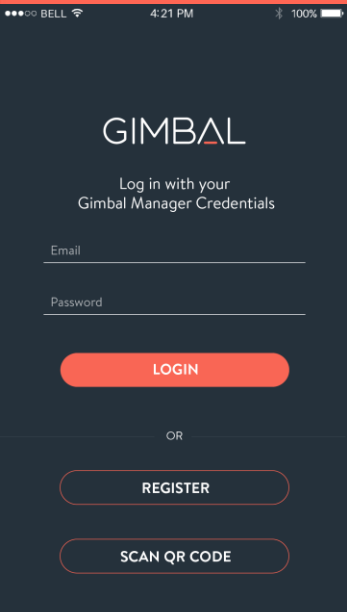 BELL 4:21 PM 100%
GIMBAL
Log in with your
Gimbal Manager Credentials
Email
Password
LOGIN
OR
REGISTER
SCAN QR CODE